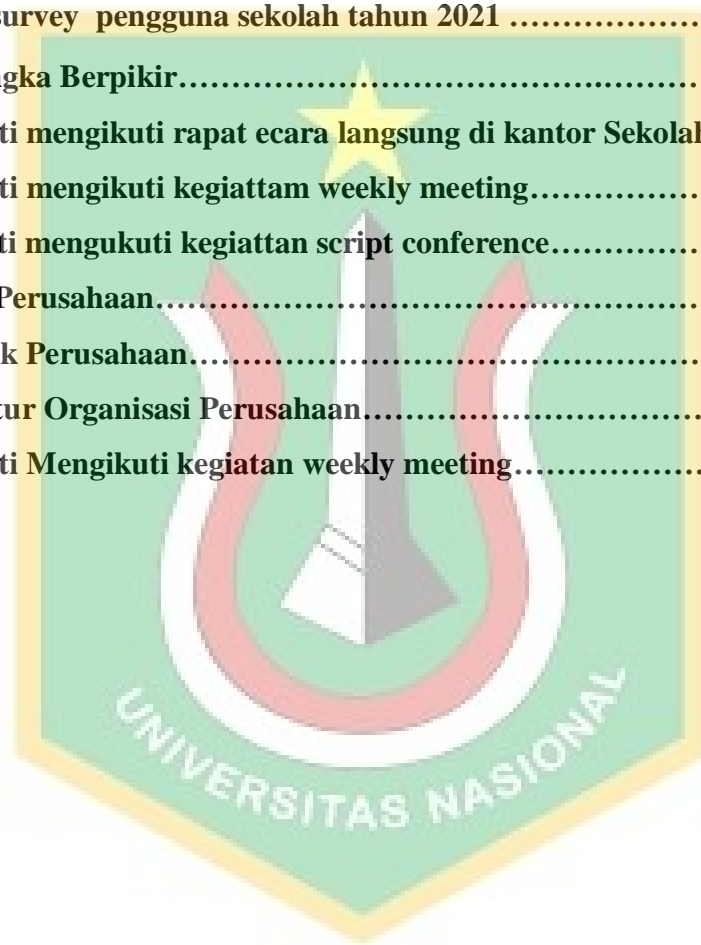 survey pengguna sekolah tahun 2021 ………………
gka Berpikir……………………………………
ti mengikuti rapat ecara langsung di kantor Sekolah
ti mengikuti kegiattam weekly meeting………………
ti mengukuti kegiattan script conference……………
Perusahaan……………………………………………
k Perusahaan…………………………………………
tur Organisasi Perusahaan……………………………
ti Mengikuti kegiatan weekly meeting………………
UNIVERSITAS NASIONAL